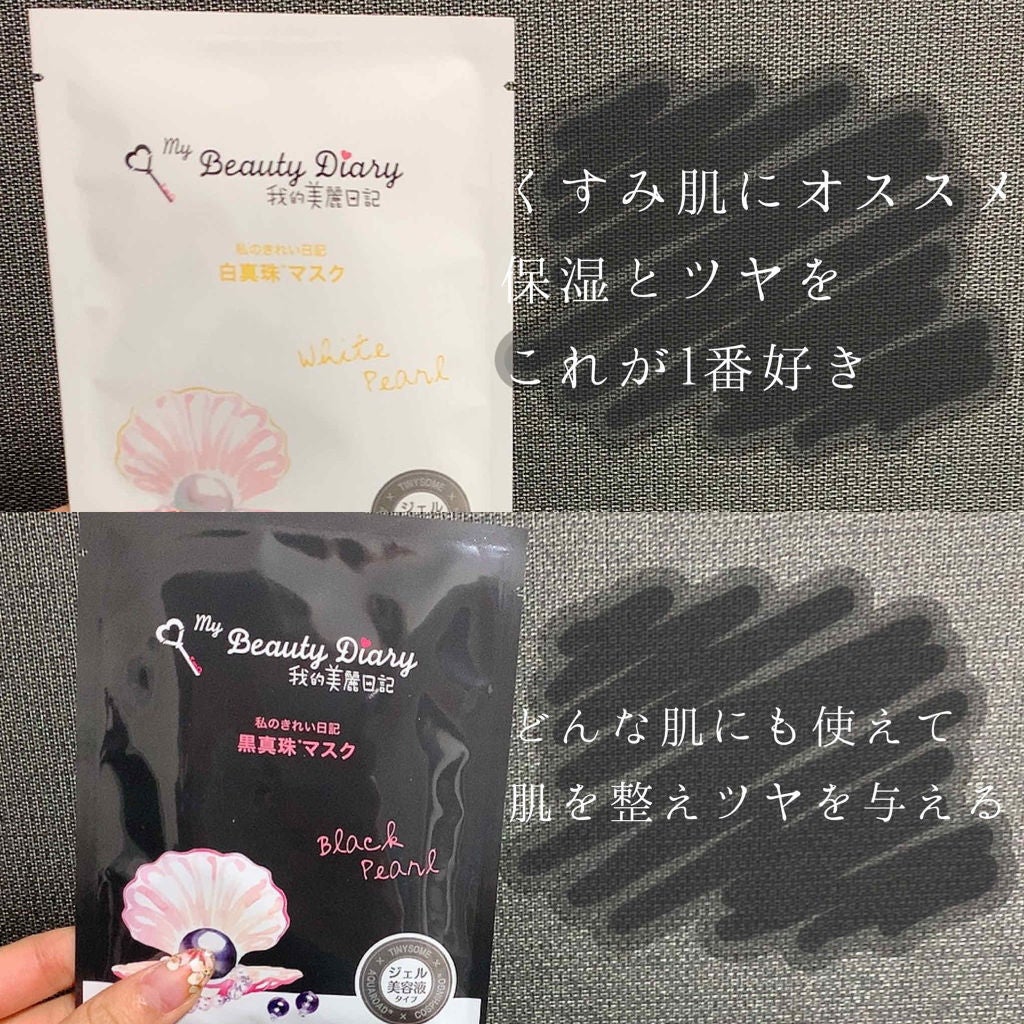 My Beauty Diary
我的美麗日記
私のきれい日記
白真珠*マスク
White
Pearl
TINYSOME
ジェル
くすみ肌にオススメ
保湿とツヤを
これが1番好き
My Beauty Diary
我的美麗日記
私のきれい日記
黒真珠*マスク
Black
Pearl
TINYSOME
ジェル
美容液
タイプ
どんな肌にも使えて
肌を整えツヤを与える